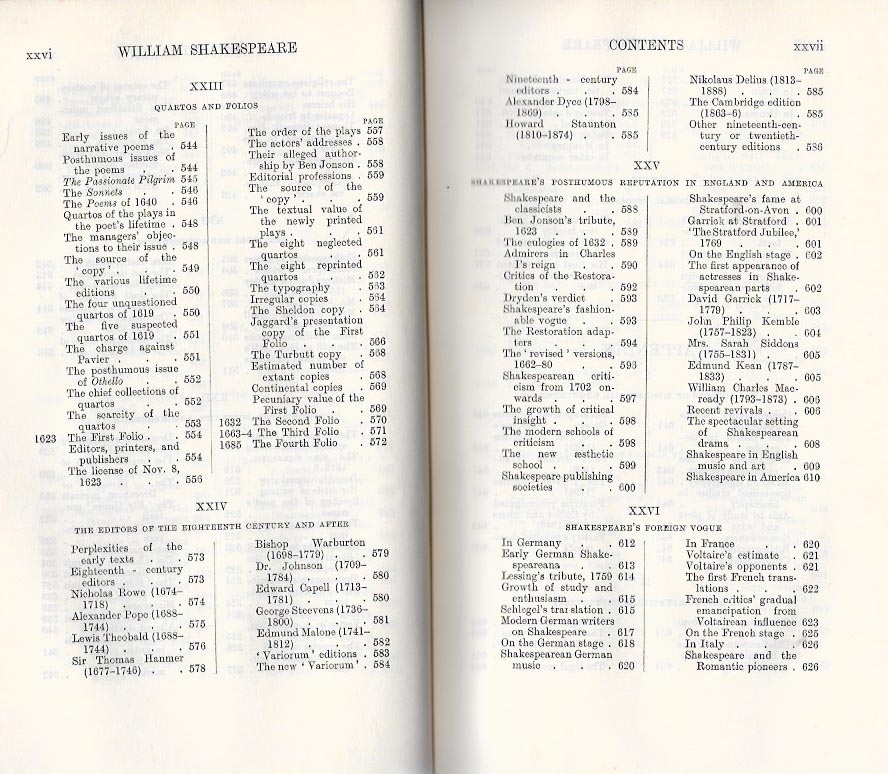 xxvi WILLIAM SHAKESPEARE
XXIII
QUARTOS AND FOLIOS
PAGE
Early issues of the
narrative poems . 544
Posthumous issues of
the poems . . 544
The Passionate Pilgrim 545
The Sonnets . . 546
The Poems of 1640 . 546
Quartos of the plays in
the poet's lifetime . 548
The managers' objec-
tions to their issue . 548
The source of the
'copy' . . . 549
The various lifetime
editions . . 550
The four unquestioned
quartos of 1619 . 550
The five suspected
quartos of 1619 . 551
The charge against
Pavier . . . 551
The posthumous issue
of Othello . . 552
The chief collections of
quartos . . 552
The scarcity of the
quartos . . 553
1623 The First Folio . . 554
Editors, printers, and
publishers . . 554
The license of Nov. 8,
1623 . . . 556
PAGE
The order of the plays 557
The actors' addresses . 558
Their alleged author-
ship by Ben Jonson . 558
Editorial professions . 559
The source of the
'copy' . . . 559
The textual value of
the newly printed
plays . . . 561
The eight neglected
quartos . . 561
The eight reprinted
quartos . . 562
The typography . 563
Irregular copies . 564
The Sheldon copy . 564
Jaggard's presentation
copy of the First
Folio . . . 566
The Turbutt copy . 568
Estimated number of
extant copies . 568
Continental copies . 569
Pecuniary value of the
First Folio . . 569
1632 The Second Folio . 570
1663-4 The Third Folio . 571
1685 The Fourth Folio . 572
XXIV
THE EDITORS OF THE EIGHTEENTH CENTURY AND AFTER
Perplexities of the
early texts . . 573
Eighteenth - century
editors . . . 573
Nicholas Rowe (1674-
1718) . . . 574
Alexander Pope (1688-
1744) . . . 575
Lewis Theobald (1688-
1744) . . . 576
Sir Thomas Hanmer
(1677-1746) . . 578
Bishop Warburton
(1698-1779) . . 579
Dr. Johnson (1709-
1784) . . . 580
Edward Capell (1713-
1781) . . . 580
George Steevens (1736-
1800) . . . 581
Edmund Malone (1741-
1812) . . . 582
'Variorum' editions . 583
The new 'Variorum' . 584
CONTENTS xxvii
PAGE
Nineteenth - century
editors . . . 584
Alexander Dyce (1798-
1869) . . . 585
Howard Staunton
(1810-1874) . . 585
PAGE
Nikolaus Delius (1813-
1888) . . . 585
The Cambridge edition
(1863-6) . . 585
Other nineteenth-cen-
tury or twentieth-
century editions . 586
XXV
SHAKESPEARE'S POSTHUMOUS REPUTATION IN ENGLAND AND AMERICA
Shakespeare and the
classicists . . 588
Ben Jonson's tribute,
1623 . . . 589
The eulogies of 1632 . 589
Admirers in Charles
I's reign . . 590
Critics of the Restora-
tion . . . 592
Dryden's verdict . 593
Shakespeare's fashion-
able vogue . . 593
The Restoration adap-
ters . . . 594
The 'revised' versions,
1662-80 . . 595
Shakespearean criti-
cism from 1702 on-
wards . . . 597
The growth of critical
insight . . . 598
The modern schools of
criticism . . 598
The new æsthetic
school . . . 599
Shakespeare publishing
societies . . 600
Shakespeare's fame at
Stratford-on-Avon . 600
Garrick at Stratford . 601
'The Stratford Jubilee,'
1769 . . . 601
On the English stage . 602
The first appearance of
actresses in Shake-
spearean parts . 602
David Garrick (1717-
1779) . . . 603
John Philip Kemble
(1757-1823) . . 604
Mrs. Sarah Siddons
(1755-1831) . . 605
Edmund Kean (1787-
1833) . . . 605
William Charles Mac-
ready (1793-1873) . 606
Recent revivals . . 606
The spectacular setting
of Shakespearean
drama . . . 608
Shakespeare in English
music and art . 609
Shakespeare in America 610
XXVI
SHAKESPEARE'S FOREIGN VOGUE
In Germany . . 612
Early German Shake-
speareana . . 613
Lessing's tribute, 1759 614
Growth of study and
enthusiasm . . 615
Schlegel's translation . 615
Modern German writers
on Shakespeare . 617
On the German stage . 618
Shakespearean German
music . . . 620
In France . . 620
Voltaire's estimate . 621
Voltaire's opponents . 621
The first French trans-
lations . . . 622
French critics' gradual
emancipation from
Voltairean influence 623
On the French stage . 625
In Italy . . . 626
Shakespeare and the
Romantic pioneers . 626